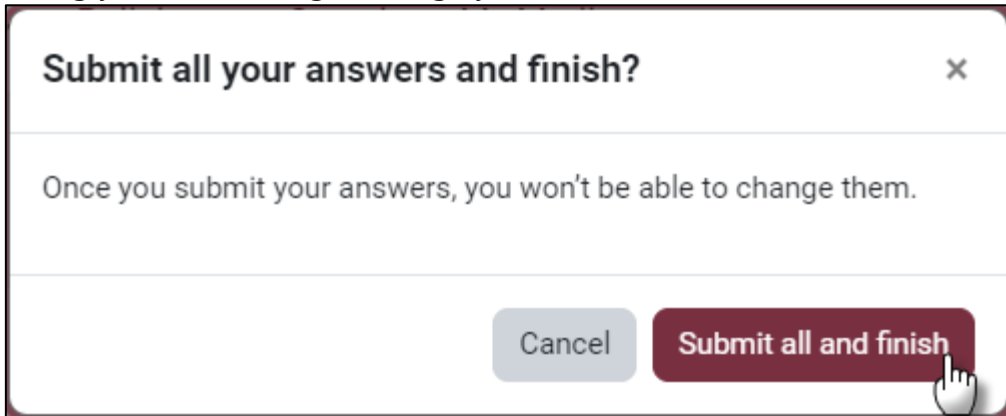 Submit all your answers and finish?
×
Once you submit your answers, you won't be able to change them.
Cancel
Submit all and finish